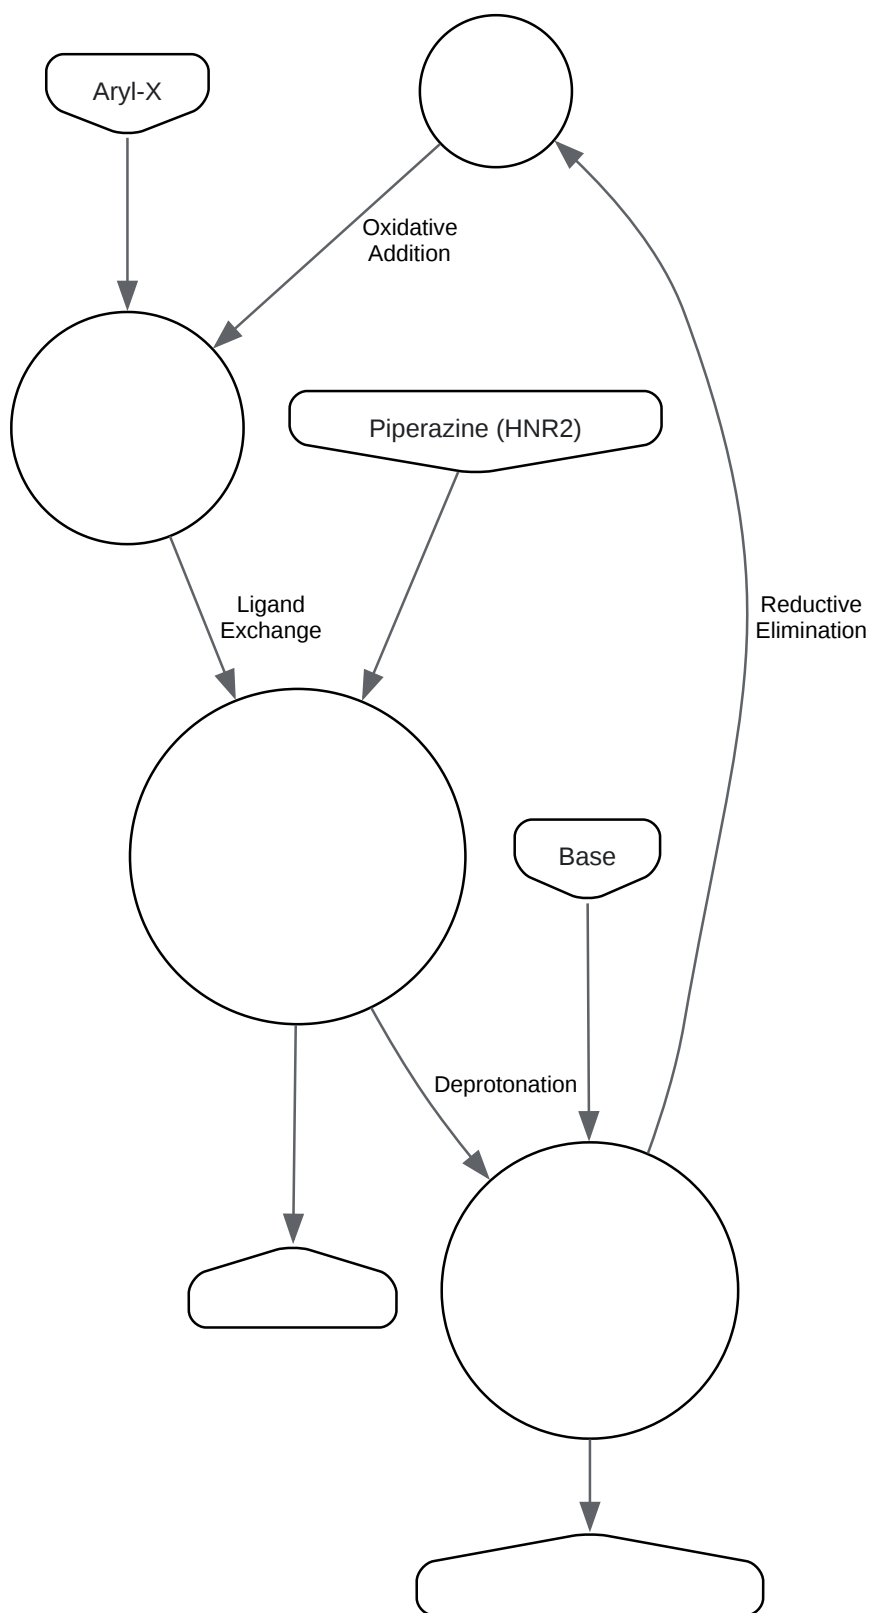 Aryl-X
Oxidative
Addition
Piperazine (HNR2)
Ligand
Exchange
Reductive
Elimination
Base
Deprotonation